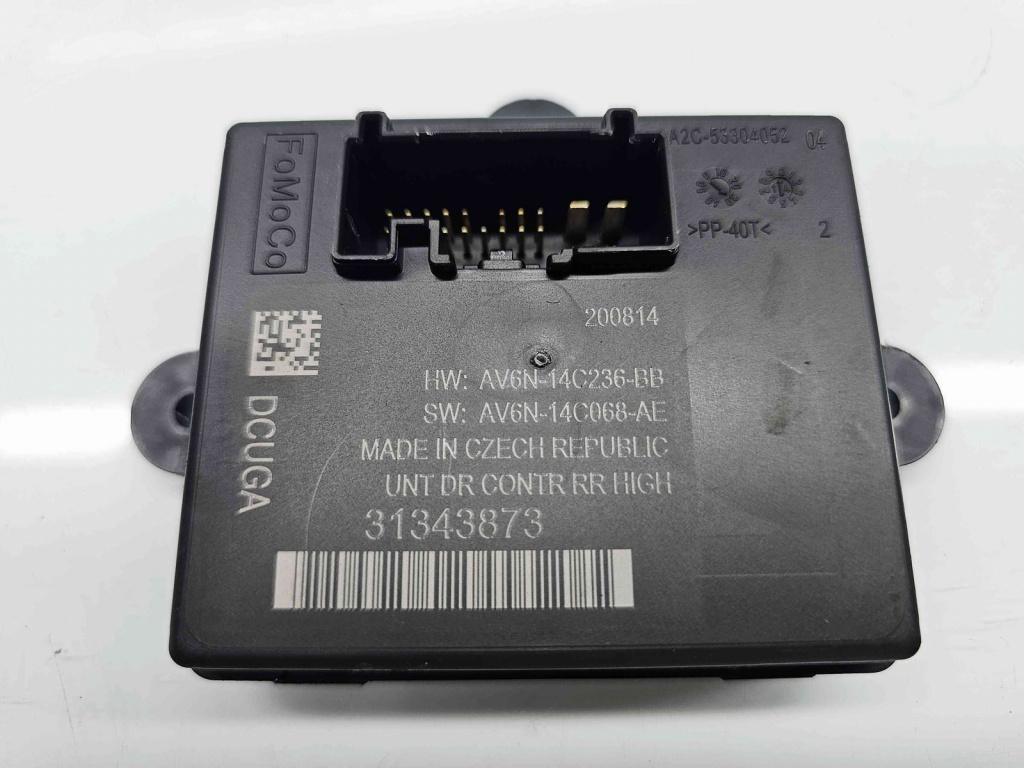 FoMoCo
A2C-53304052 04
>PP-40T< 2
200814
HW: AV6N-14C236-BB
SW: AV6N-14C068-AE
MADE IN CZECH REPUBLIC
UNT DR CONTR RR HIGH
31343873
DCUGA